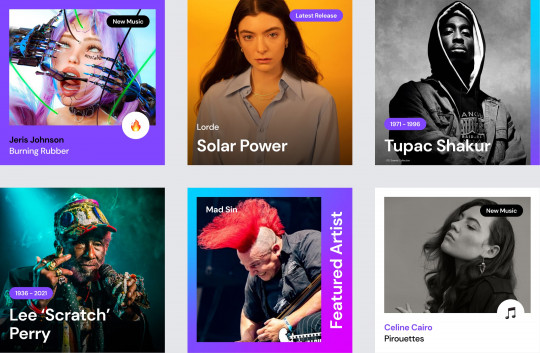 New Music
Jeris Johnson
Burning Rubber
Latest Release
Lorde
Solar Power
1971 - 1996
Tupac Shakur
1936 - 2021
Lee ‘Scratch’
Perry
Mad Sin
Featured Artist
New Music
Celine Cairo
Pirouettes